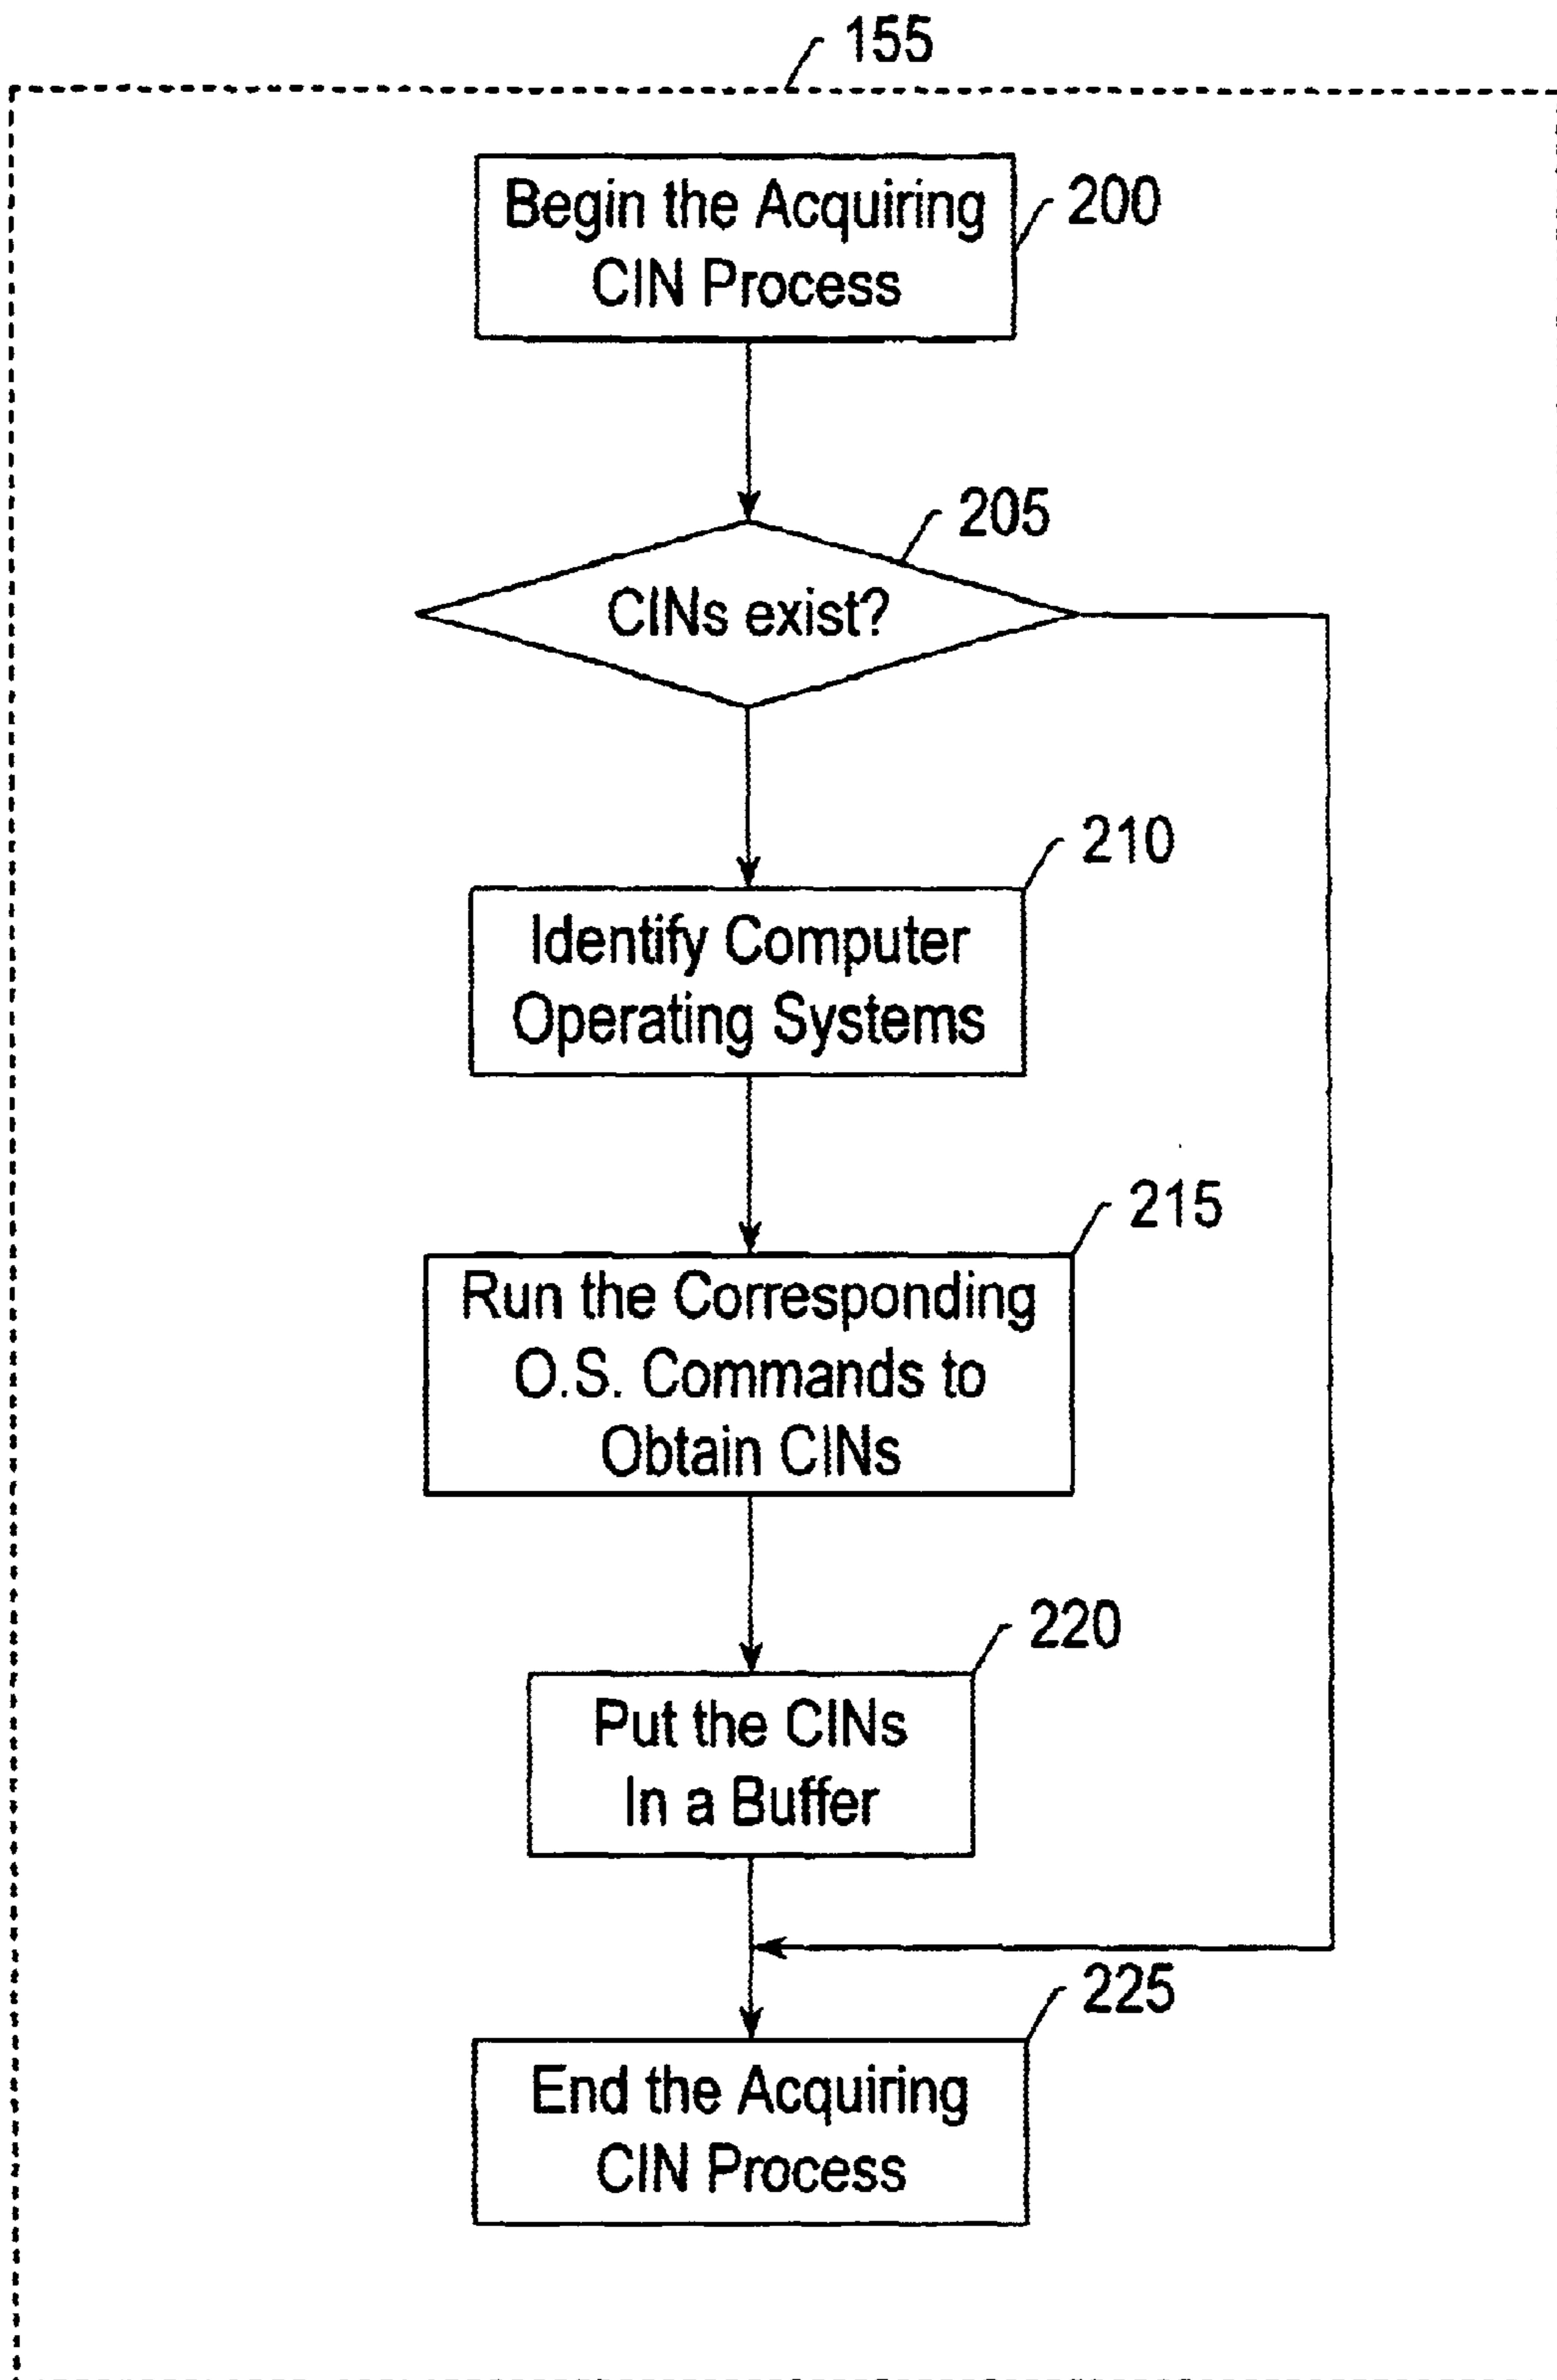 155
Begin the Acquiring
CIN Process
200
205
CINs exist?
210
Identify Computer
Operating Systems
215
Run the Corresponding
O.S. Commands to
Obtain CINs
220
Put the CINs
In a Buffer
225
End the Acquiring
CIN Process